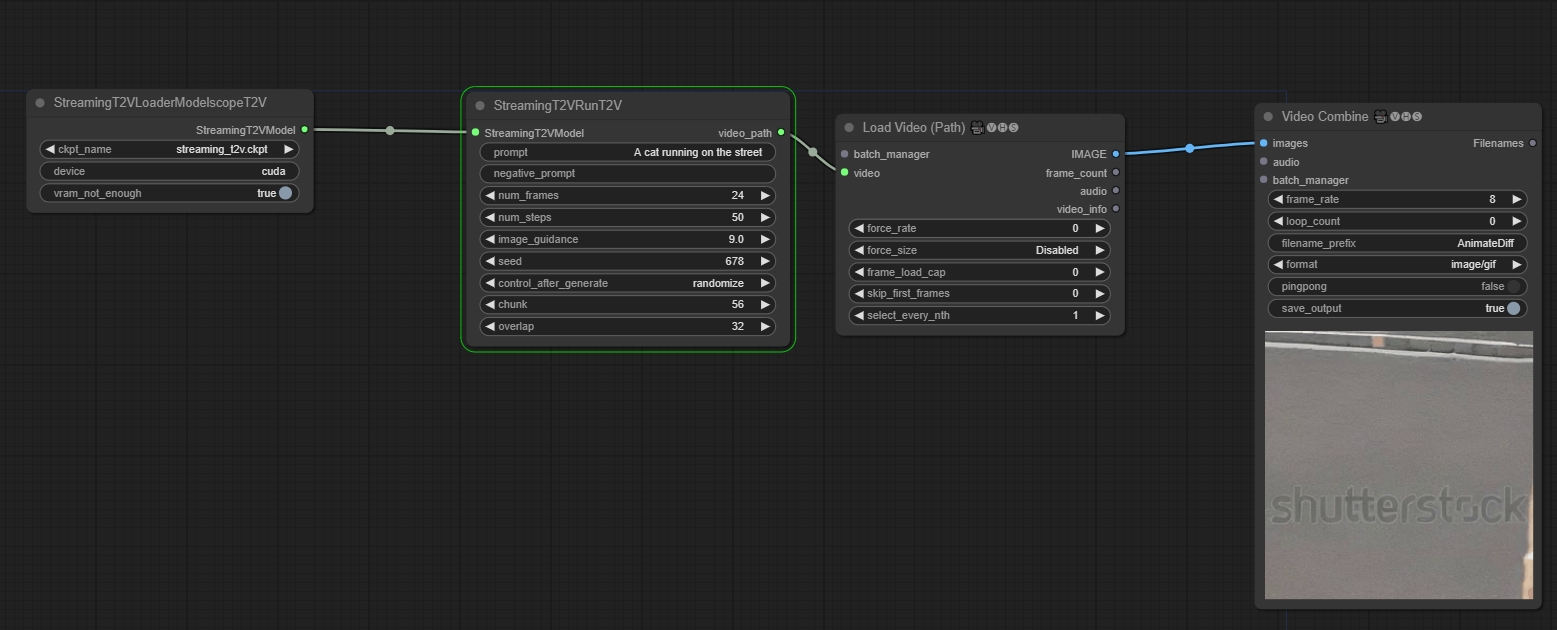 StreamingT2VLoaderModelscopeT2V
StreamingT2VModel
ckpt_name streaming_t2v.ckpt
device cuda
vram_not_enough true
StreamingT2VRunT2V
StreamingT2VModel video_path
prompt A cat running on the street
negative_prompt
num_frames 24
num_steps 50
image_guidance 9.0
seed 678
control_after_generate randomize
chunk 56
overlap 32
Load Video (Path) 🎥🅥🅗🅢
batch_manager IMAGE
video frame_count
audio
video_info
force_rate 0
force_size Disabled
frame_load_cap 0
skip_first_frames 0
select_every_nth 1
Video Combine 🎥🅥🅗🅢
images Filenames
audio
batch_manager
frame_rate 8
loop_count 0
filename_prefix AnimateDiff
format image/gif
pingpong false
save_output true
shutterstock